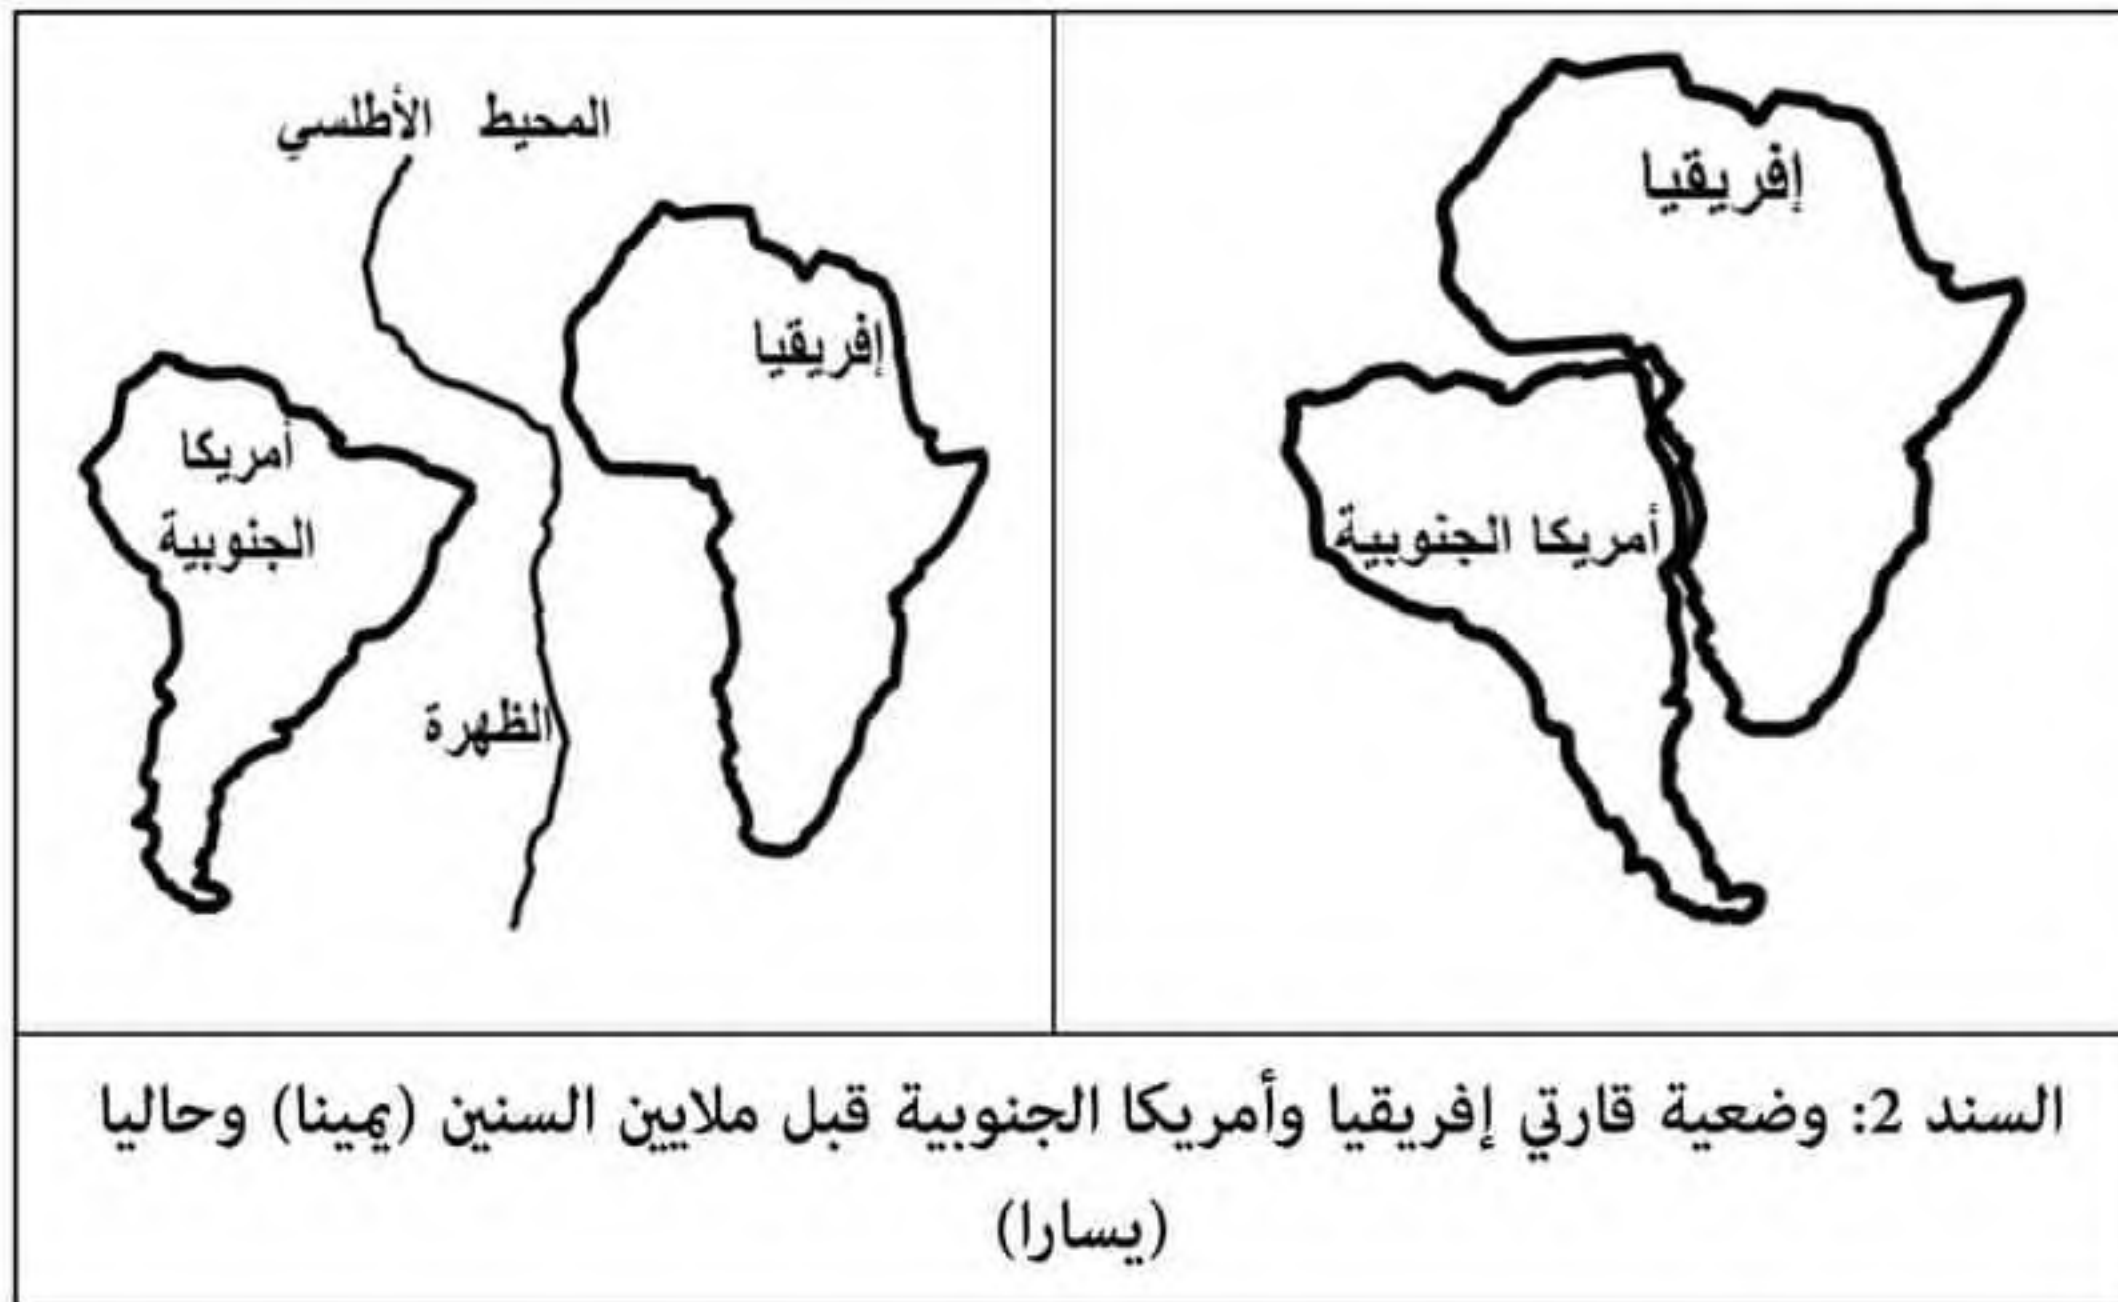 إفريقيا
أمريكا الجنوبية
المحيط الأطلسي
إفريقيا
أمريكا
الجنوبية
الظهرة
السند 2: وضعية قارتي إفريقيا وأمريكا الجنوبية قبل ملايين السنين (يمينا) وحاليا
(يسارا)